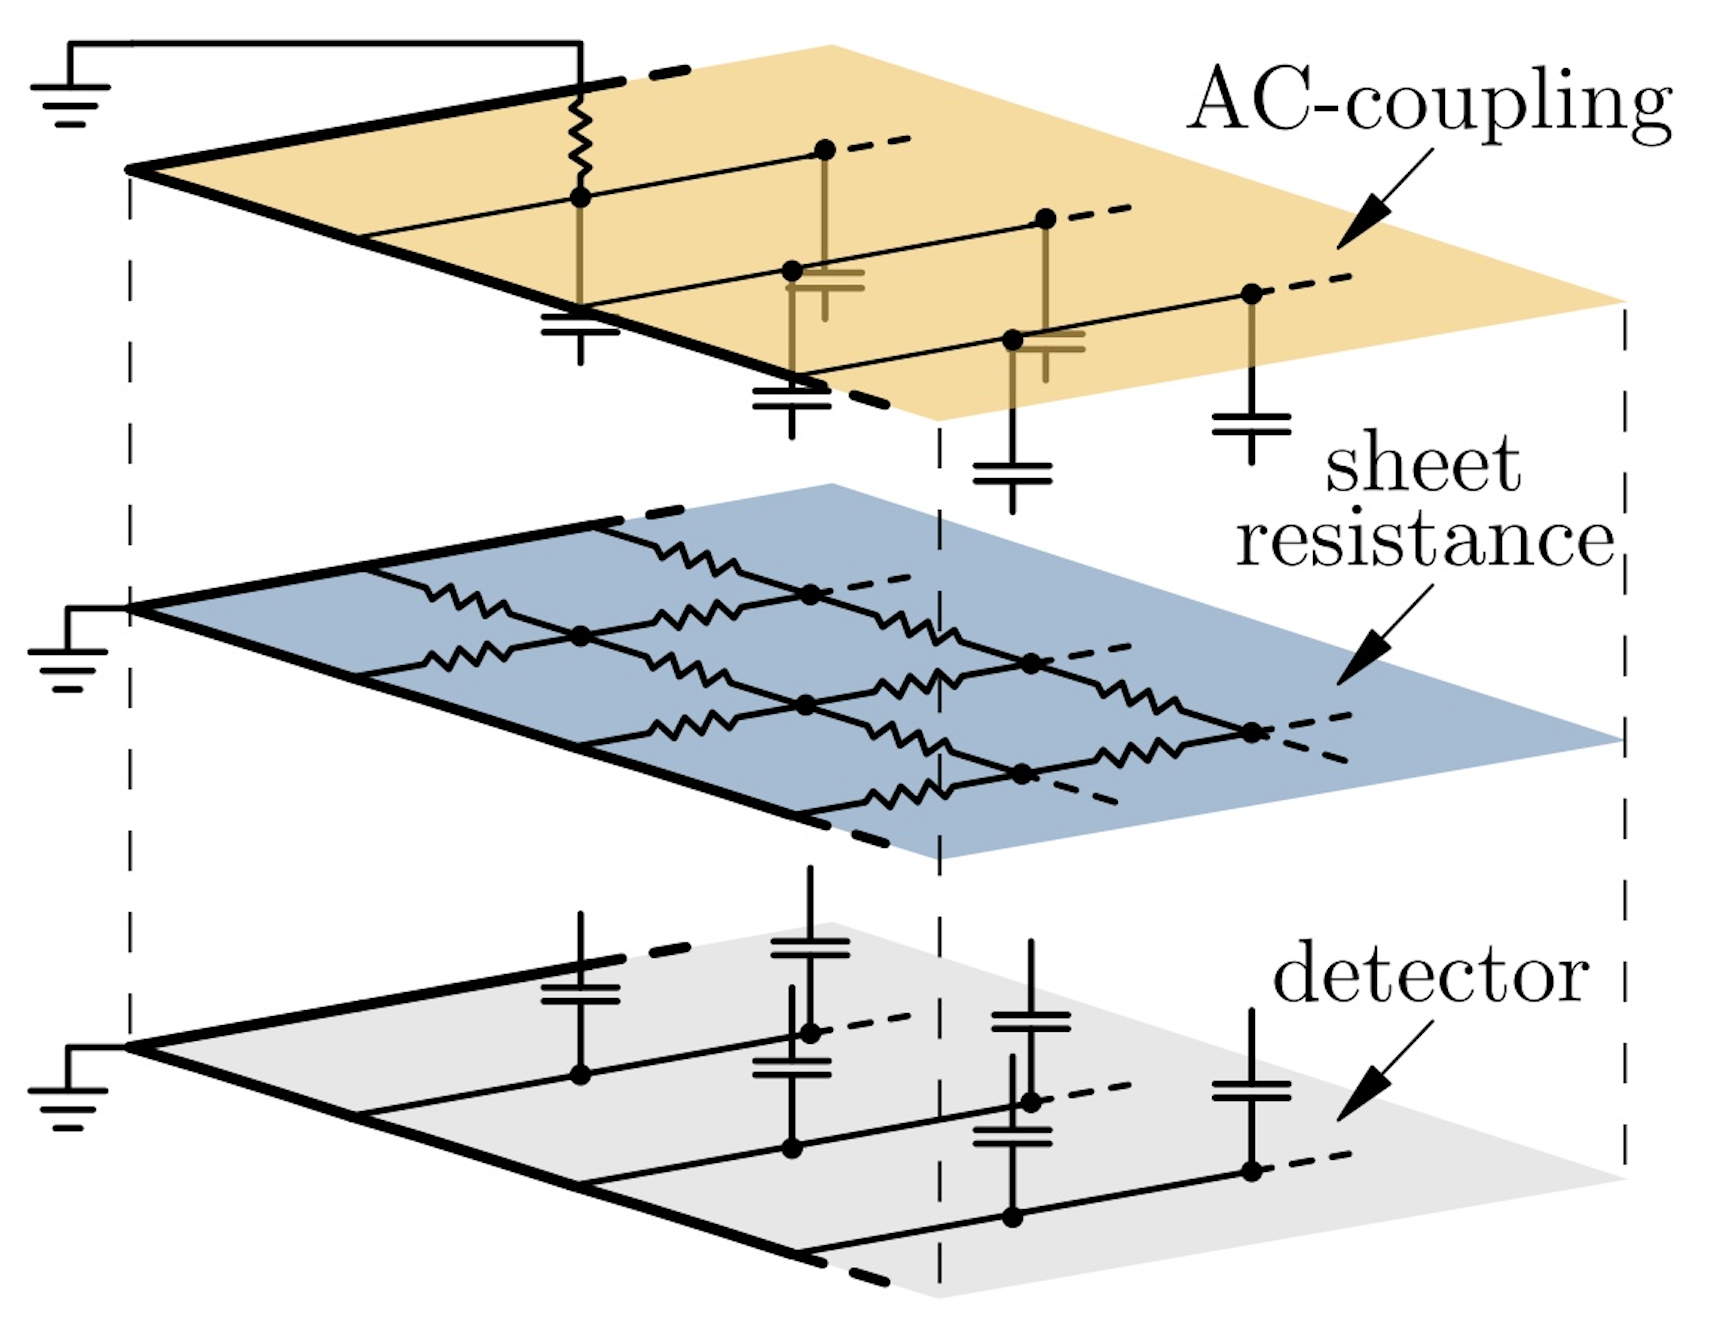 AC-coupling
sheet
resistance
detector